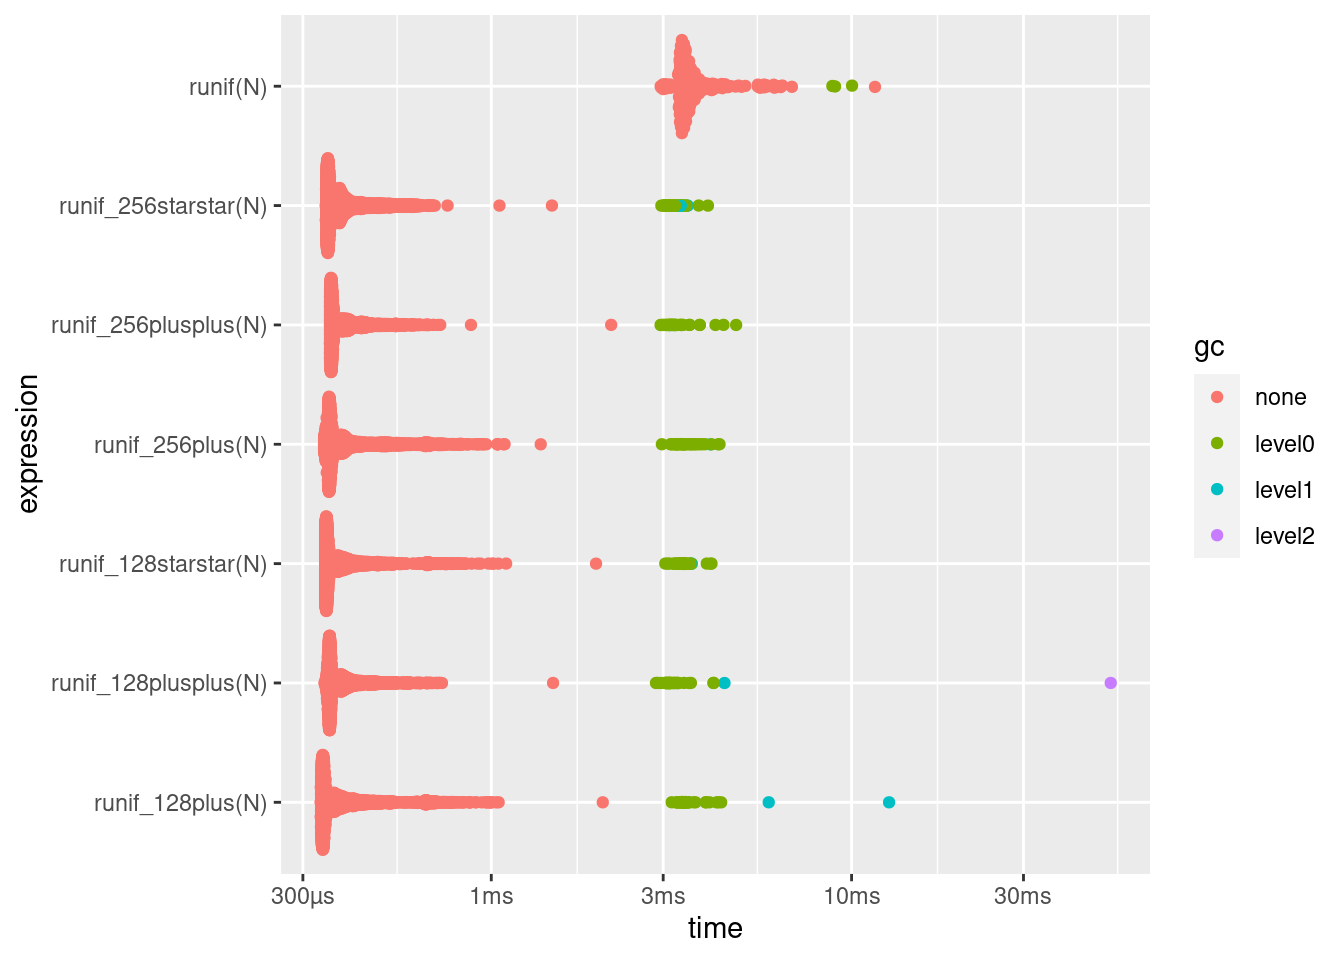 expression
runif(N)
runif_256starstar(N)
runif_256plusplus(N)
runif_256plus(N)
runif_128starstar(N)
runif_128plusplus(N)
runif_128plus(N)
300µs 1ms 3ms 10ms 30ms
time
gc
none
level0
level1
level2